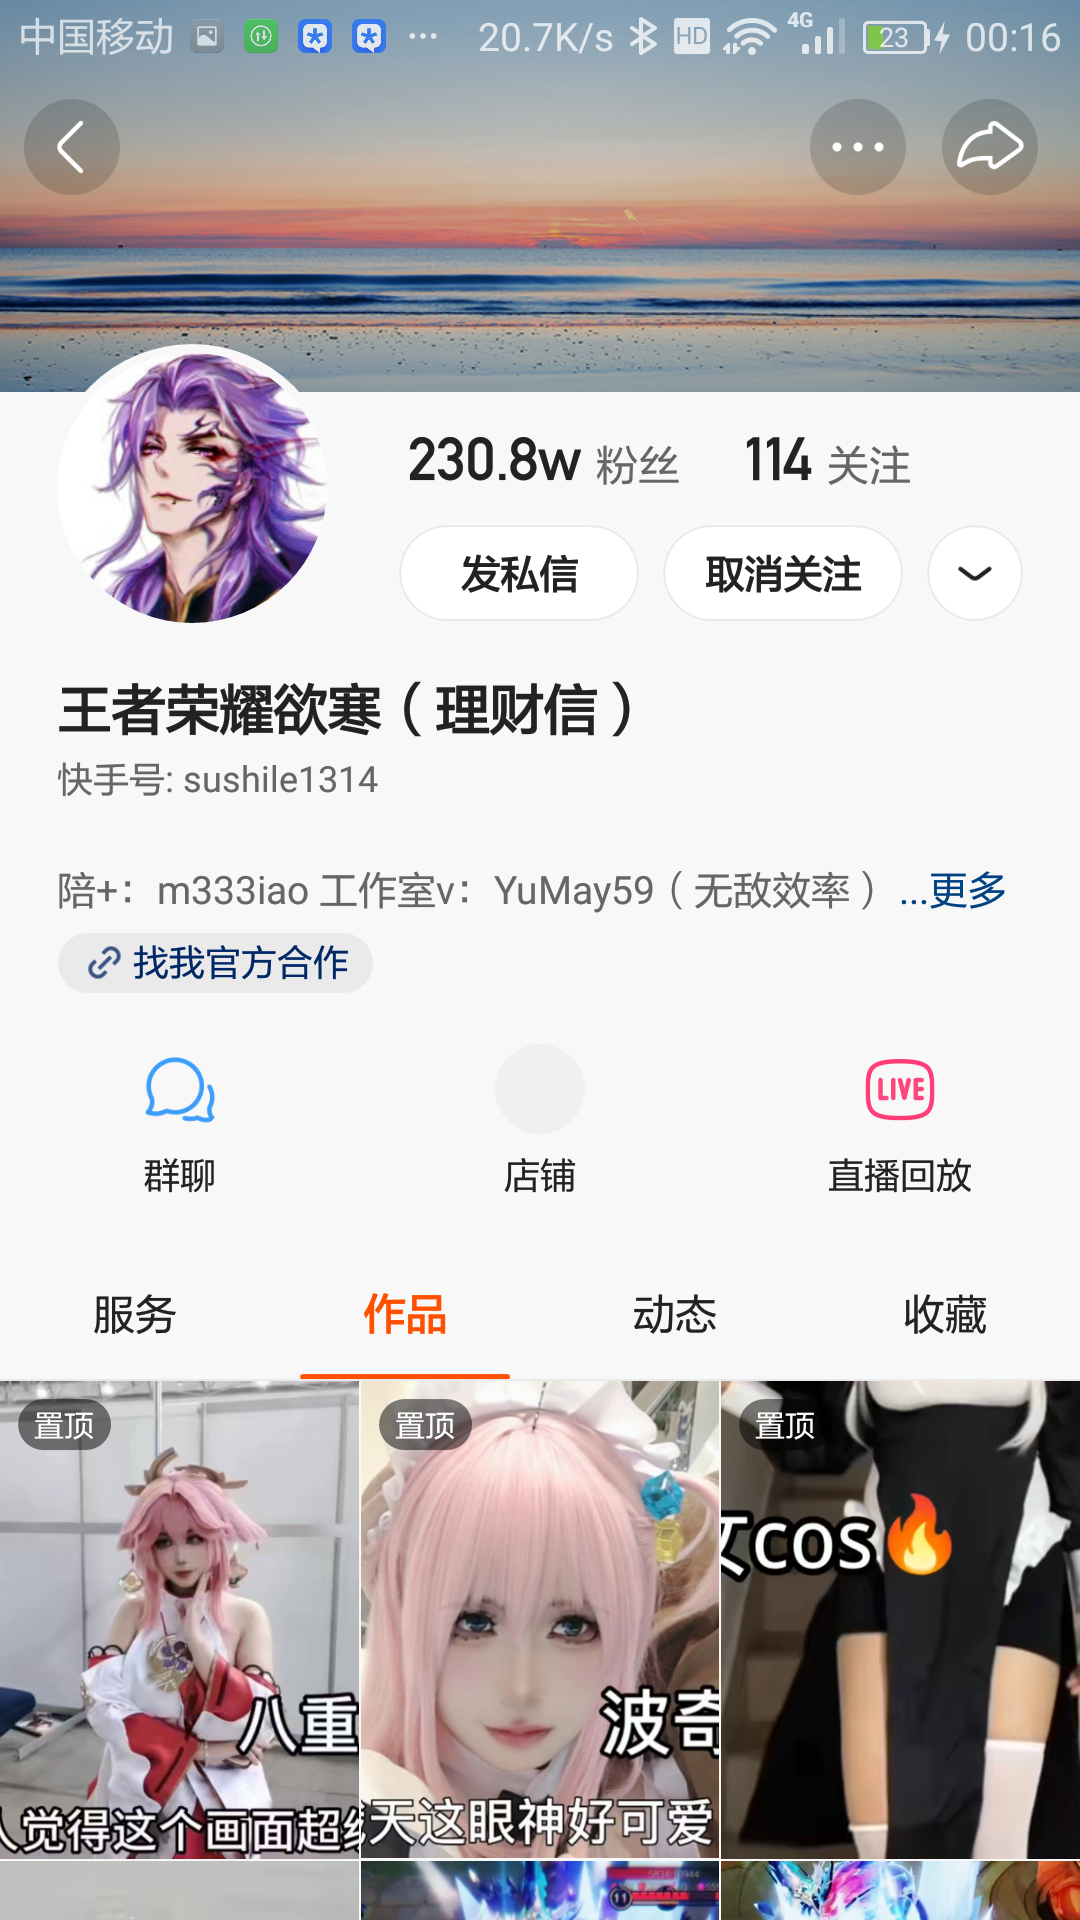 中国移动 20.7K/s HD 4G 23 00:16
230.8w 粉丝 114 关注
发私信 取消关注
王者荣耀欲寒（理财信）
快手号: sushile1314
陪+：m333iao 工作室v：YuMay59（无敌效率）...更多
找我官方合作
LIVE
群聊 店铺 直播回放
服务 作品 动态 收藏
置顶 置顶 置顶
cos
八重 波奇
人觉得这个画面超 天这眼神好可爱
11